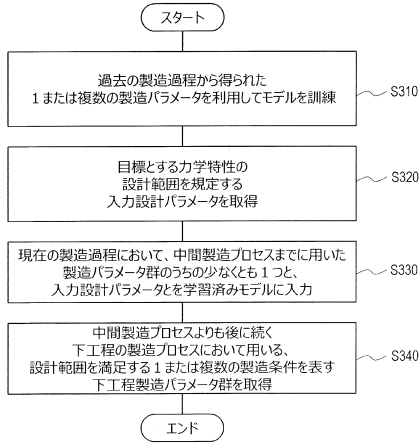 スタート
過去の製造過程から得られた
1または複数の製造パラメータを利用してモデルを訓練
S310
目標とする力学特性の
設計範囲を規定する
入力設計パラメータを取得
S320
現在の製造過程において、中間製造プロセスまでに用いた
製造パラメータ群のうちの少なくとも1つと、
入力設計パラメータとを学習済みモデルに入力
S330
中間製造プロセスよりも後に続く
下工程の製造プロセスにおいて用いる、
設計範囲を満足する1または複数の製造条件を表す
下工程製造パラメータ群を取得
S340
エンド